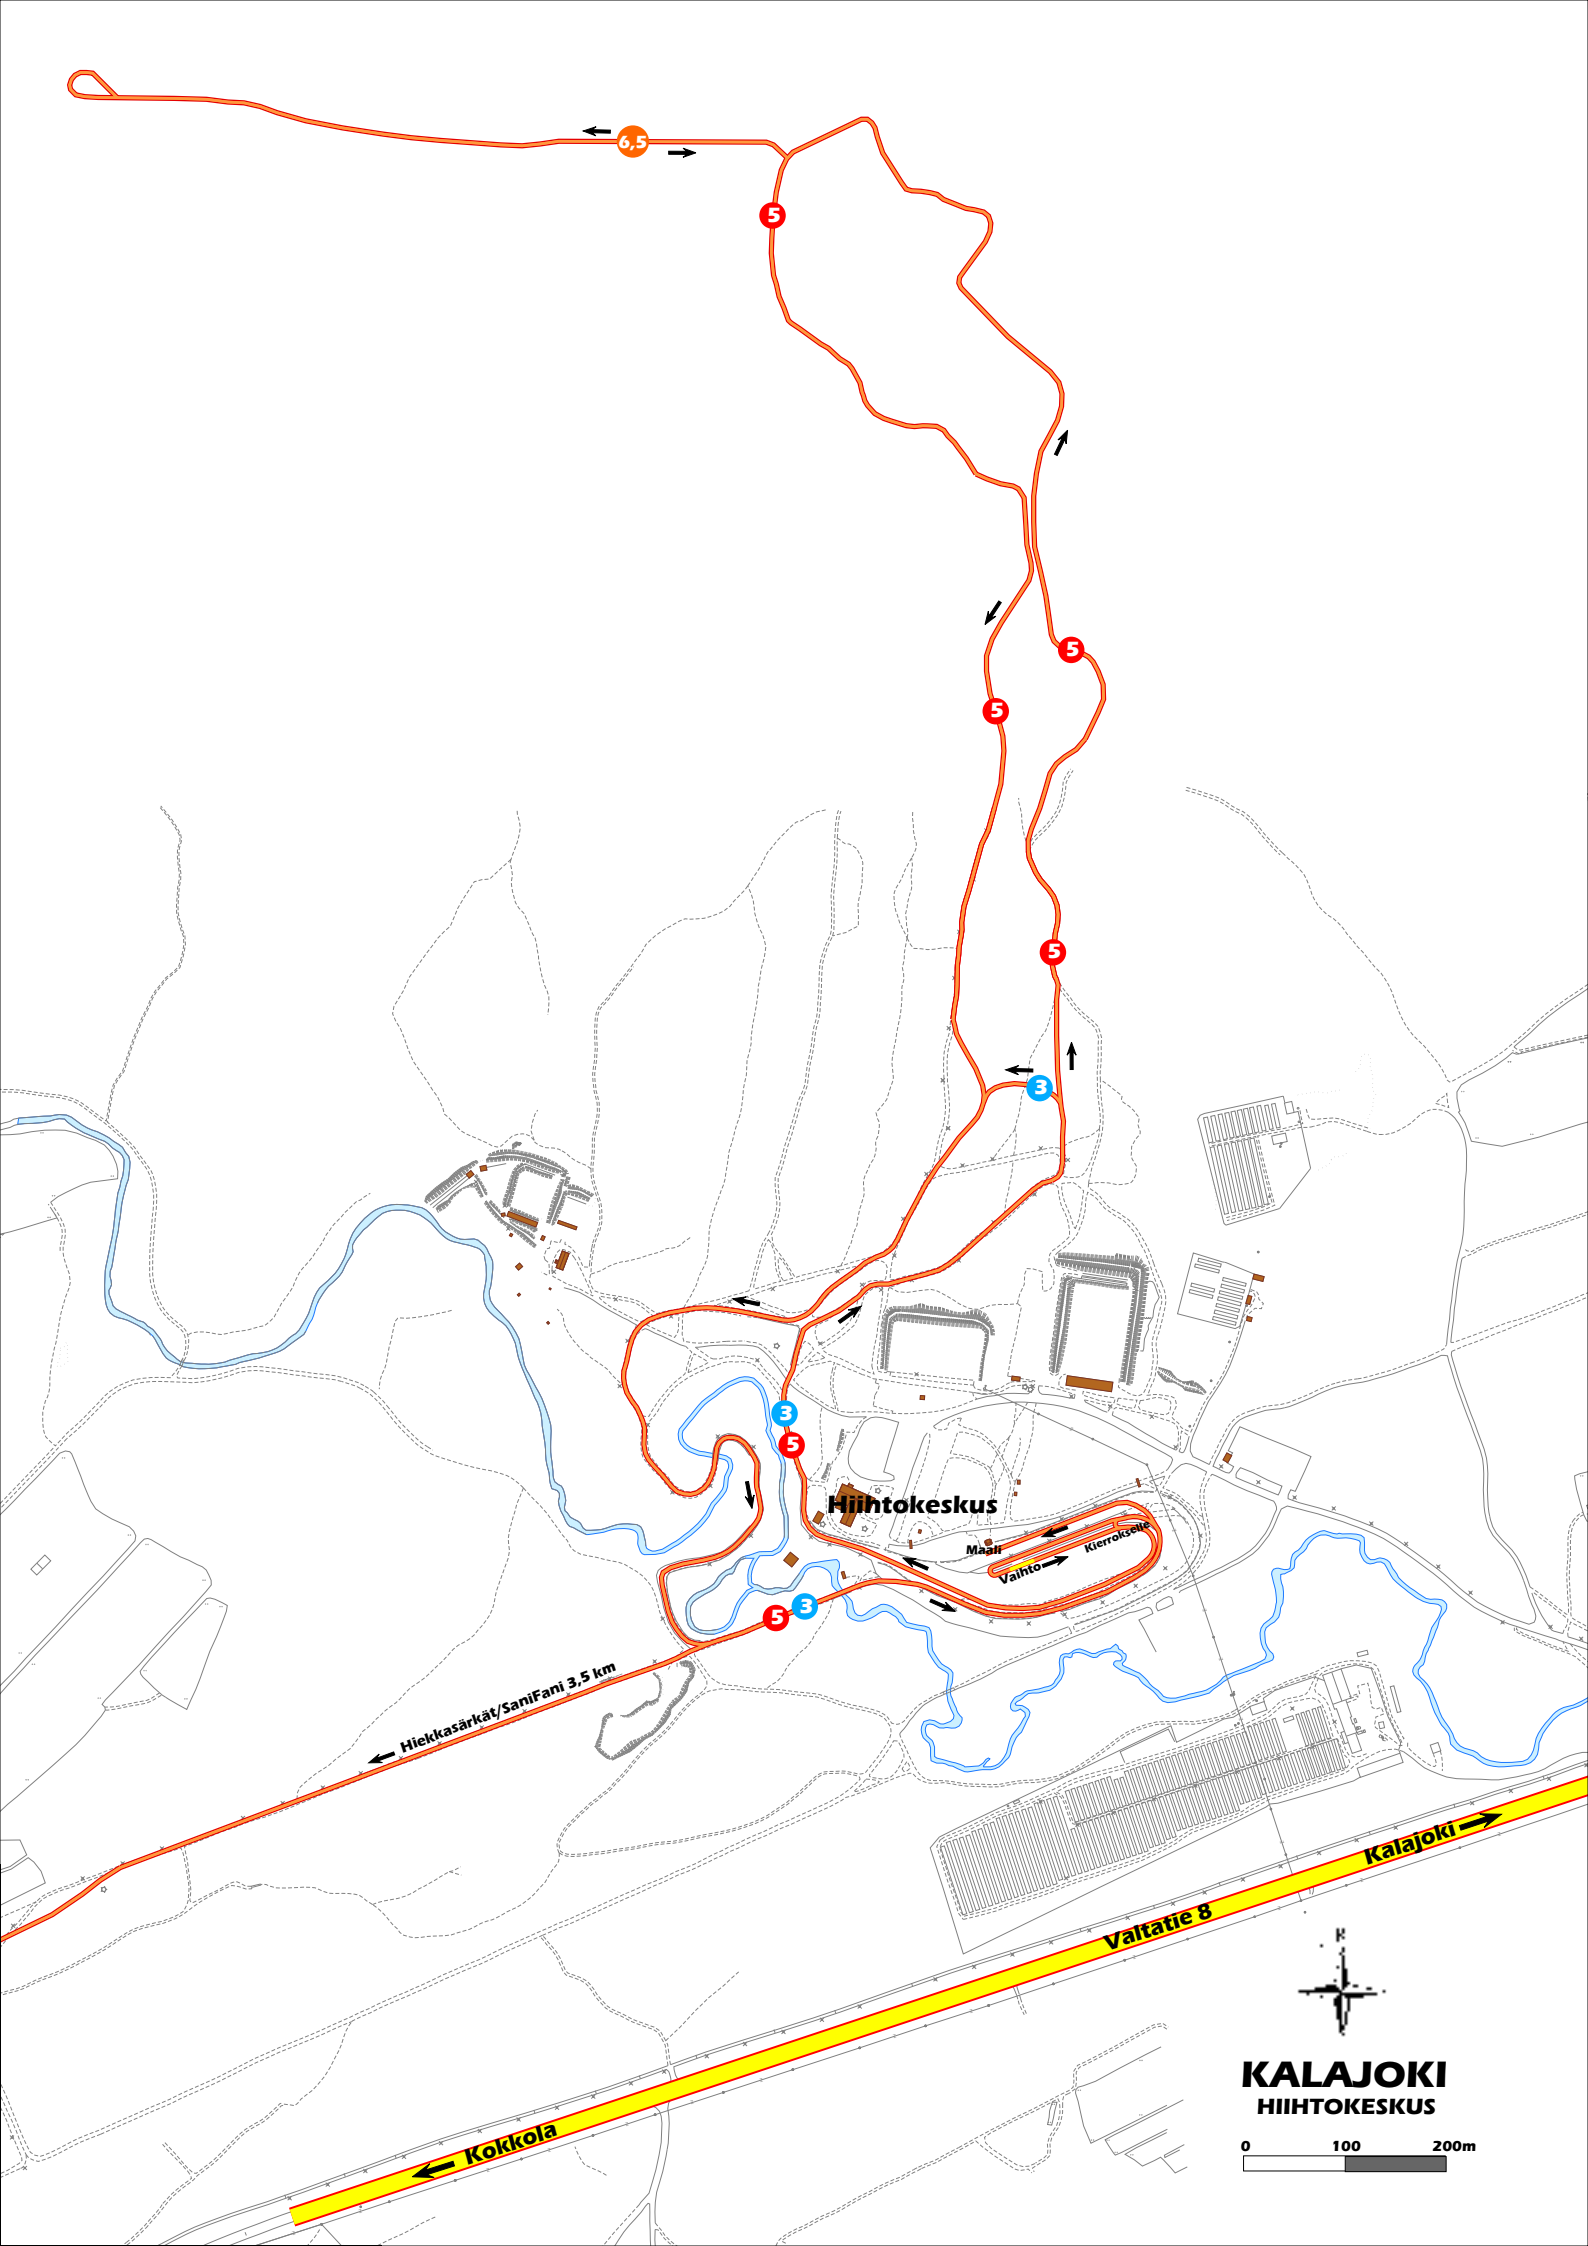 6,5
5
5
5
5
3
3
5
Hiihtokeskus
Maali
Kierrokselle
Vaihto
5 3
Hiekkasärkät/SaniFani 3,5 km
Kalajoki
Valtatie 8
N
KALAJOKI
HIIHTOKESKUS
0 100 200m
Kokkola